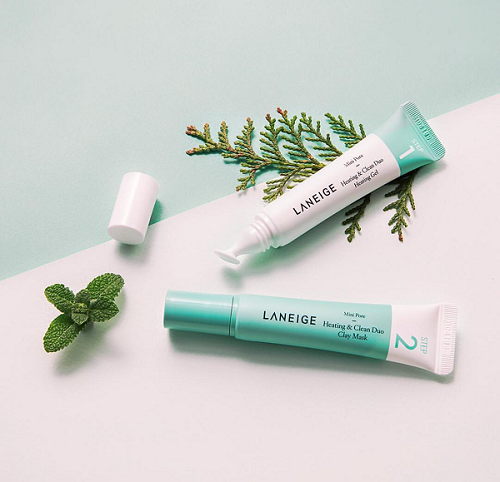 STEP
1
LANEIGE
Mini Pore
Heating & Clean Duo
Heating Gel
LANEIGE
Mini Pore
Heating & Clean Duo
Clay Mask
STEP
2